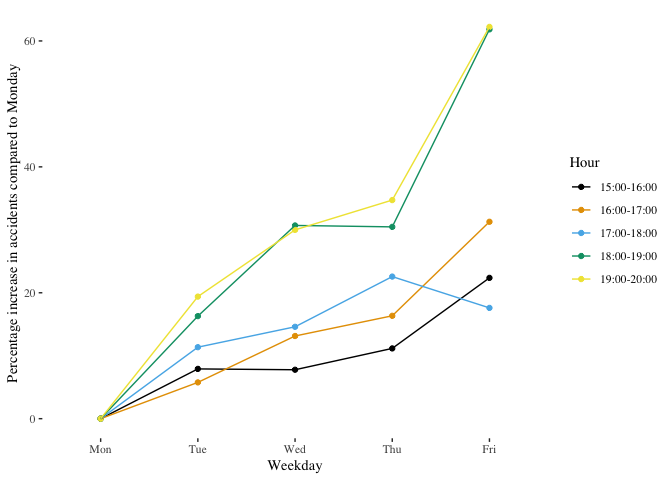 Percentage increase in accidents compared to Monday
60
40
20
0
Mon Tue Wed Thu Fri
Weekday
Hour
15:00-16:00
16:00-17:00
17:00-18:00
18:00-19:00
19:00-20:00